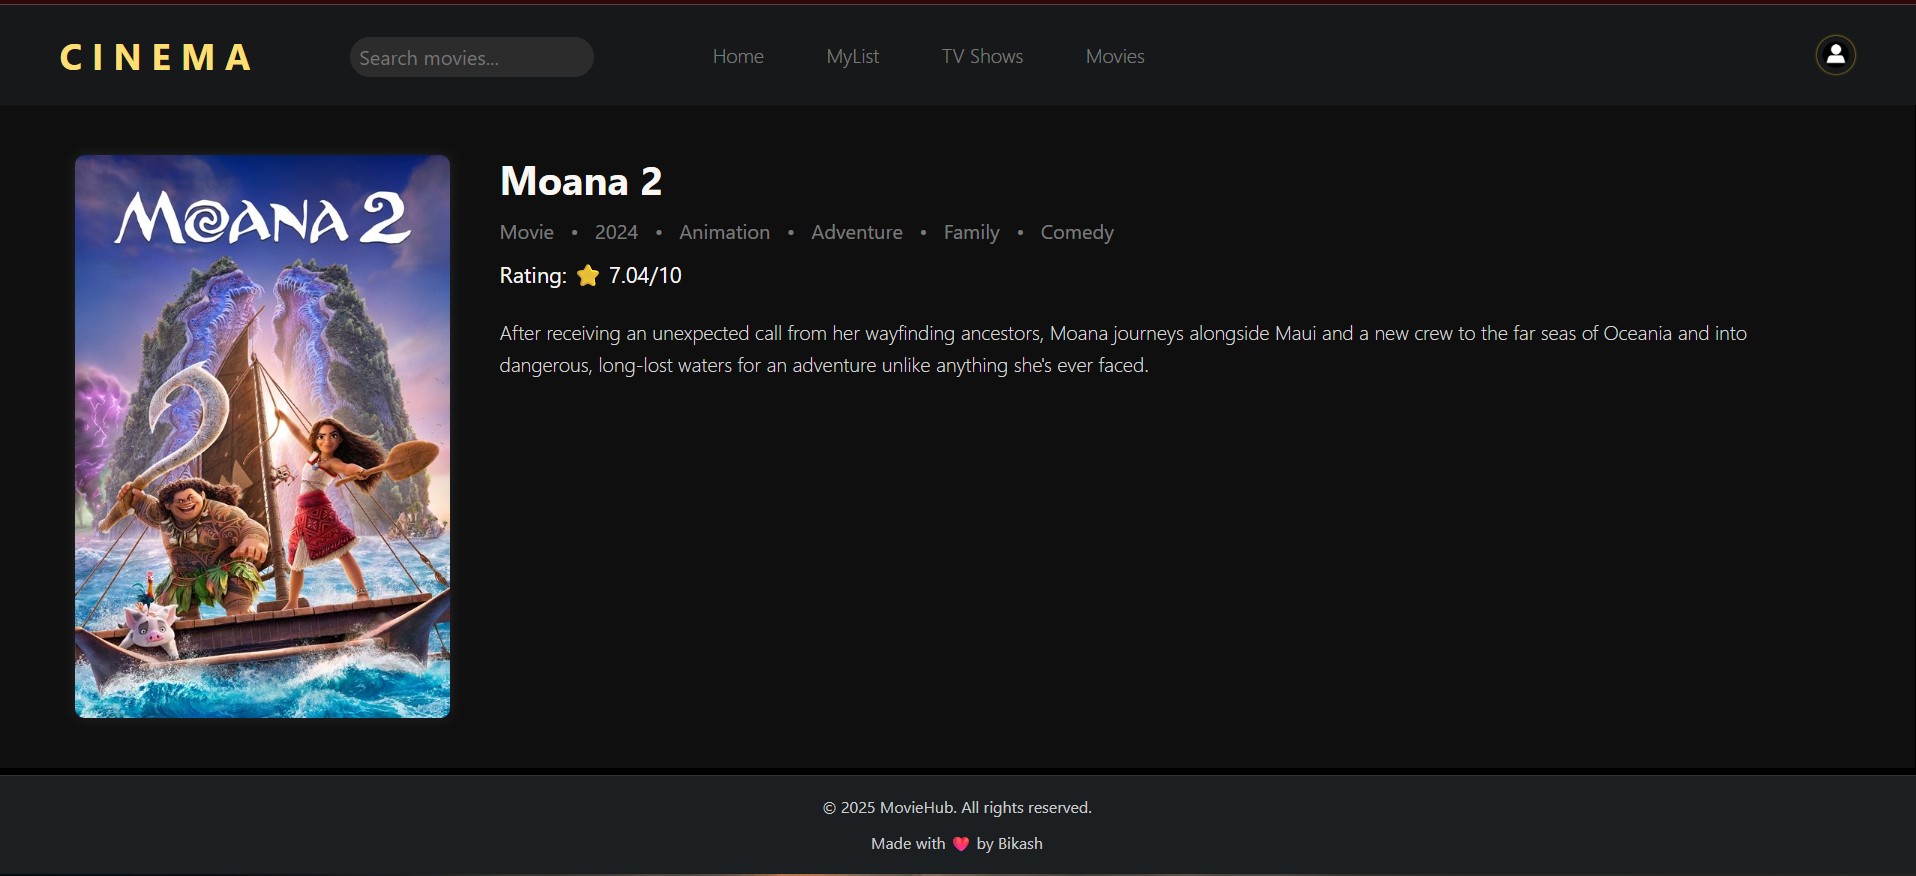 CINEMA
Search movies...
Home
MyList
TV Shows
Movies
MOANA 2
Moana 2
Movie • 2024 • Animation • Adventure • Family • Comedy
Rating: ⭐ 7.04/10
After receiving an unexpected call from her wayfinding ancestors, Moana journeys alongside Maui and a new crew to the far seas of Oceania and into
dangerous, long-lost waters for an adventure unlike anything she's ever faced.
© 2025 MovieHub. All rights reserved.
Made with ❤️ by Bikash